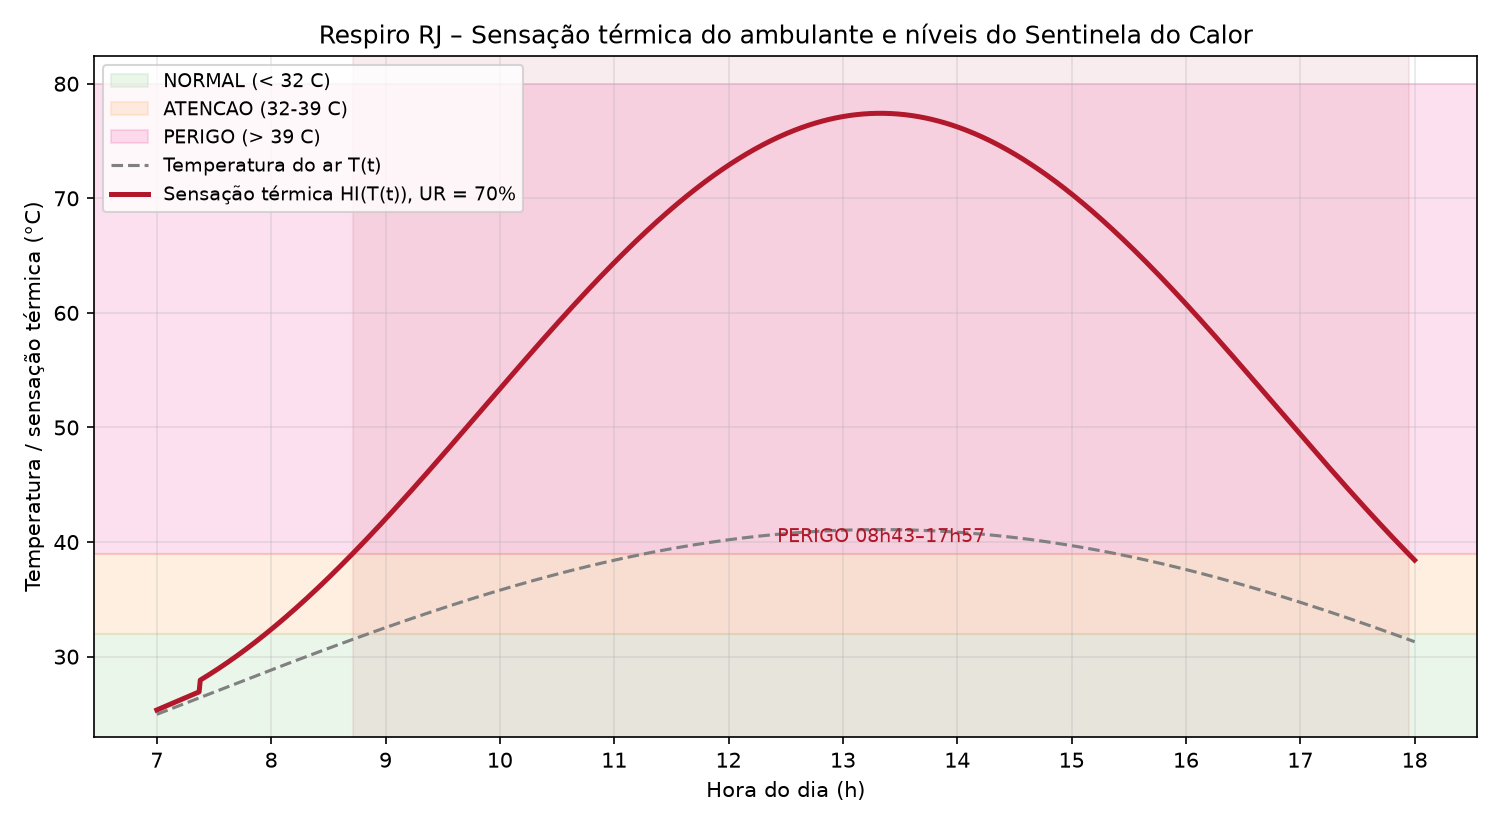 Respiro RJ – Sensação térmica do ambulante e níveis do Sentinela do Calor
NORMAL (< 32 C)
ATENCAO (32-39 C)
PERIGO (> 39 C)
Temperatura do ar T(t)
Sensação térmica HI(T(t)), UR = 70%
Temperatura / sensação térmica (°C)
80
70
60
50
40
30
PERIGO 08h43–17h57
7 8 9 10 11 12 13 14 15 16 17 18
Hora do dia (h)